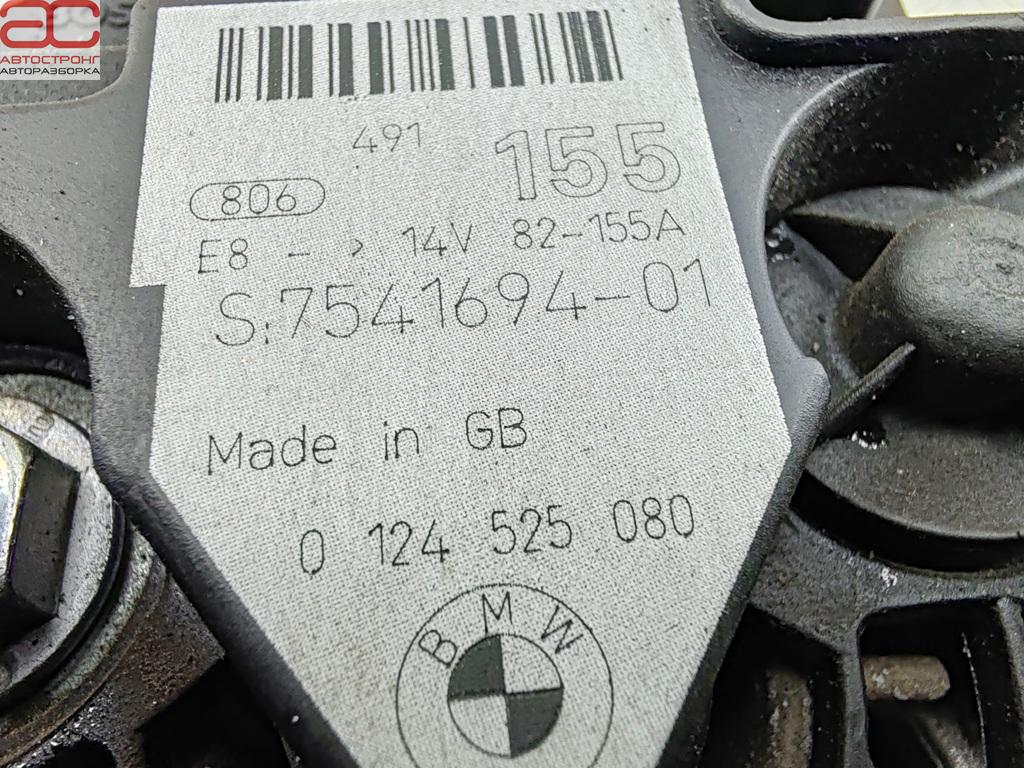 АС
АВТОСТРОНГ
АВТОРАЗБОРКА
491
155
806
E8 - > 14V 82-155A
S.7541694-01
Made in GB
0 124 525 080
BMW